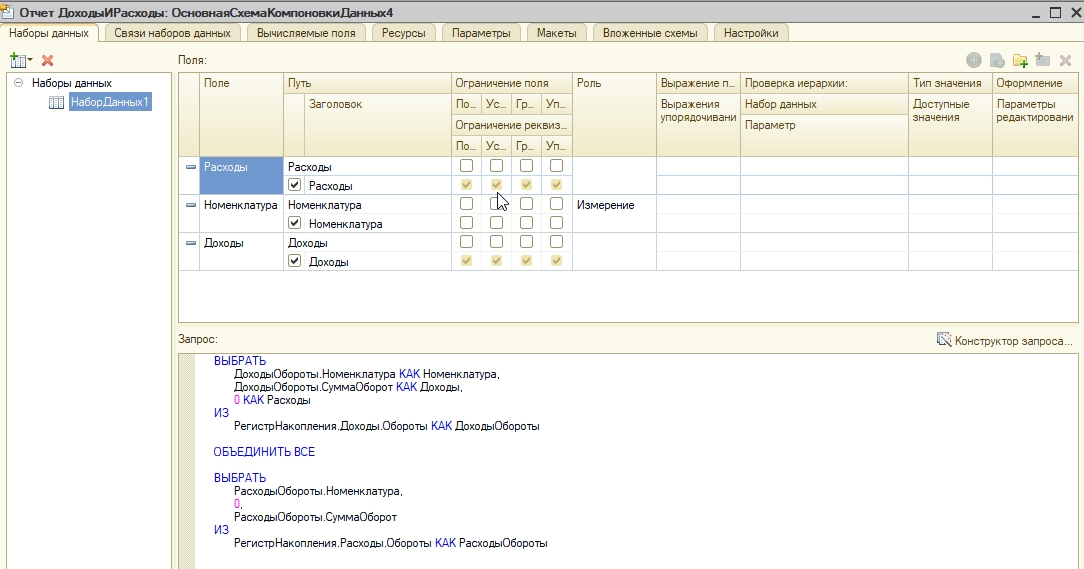 Отчет ДоходыИРасходы: ОсновнаяСхемаКомпоновкиДанных4
Наборы данных Связи наборов данных Вычисляемые поля Ресурсы Параметры Макеты Вложенные схемы Настройки
Поля:
Наборы данных
НаборДанных1
Поле Путь Ограничение поля Роль Выражение п... Проверка иерархии: Тип значения Оформление
Заголовок По... Ус... Гр... Уп... Выражения упорядочивани Набор данных Доступные значения Параметры редактировани
Ограничение реквиз... Параметр
По... Ус... Гр... Уп...
Расходы Расходы
Расходы
Номенклатура Номенклатура Измерение
Номенклатура
Доходы Доходы
Доходы
Запрос: Конструктор запроса...
ВЫБРАТЬ
ДоходыОбороты.Номенклатура КАК Номенклатура,
ДоходыОбороты.СуммаОборот КАК Доходы,
0 КАК Расходы
ИЗ
РегистрНакопления.Доходы.Обороты КАК ДоходыОбороты
ОБЪЕДИНИТЬ ВСЕ
ВЫБРАТЬ
РасходыОбороты.Номенклатура,
0,
РасходыОбороты.СуммаОборот
ИЗ
РегистрНакопления.Расходы.Обороты КАК РасходыОбороты